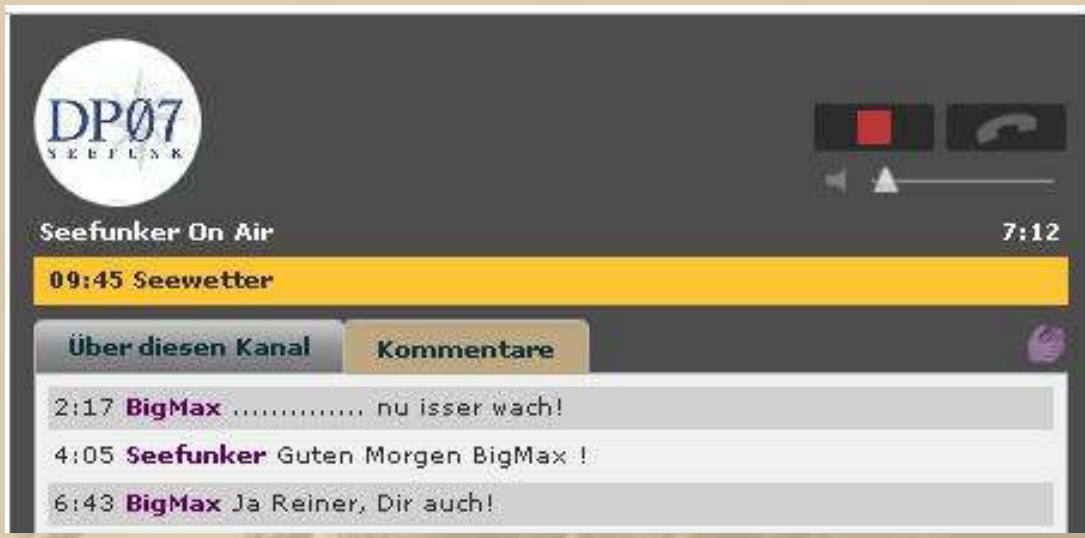 DPØ7
SEEFUNK
Seefunker On Air
7:12
09:45 Seewetter
Über diesen Kanal
Kommentare
2:17 BigMax .............. nu isser wach!
4:05 Seefunker Guten Morgen BigMax !
6:43 BigMax Ja Reiner, Dir auch!